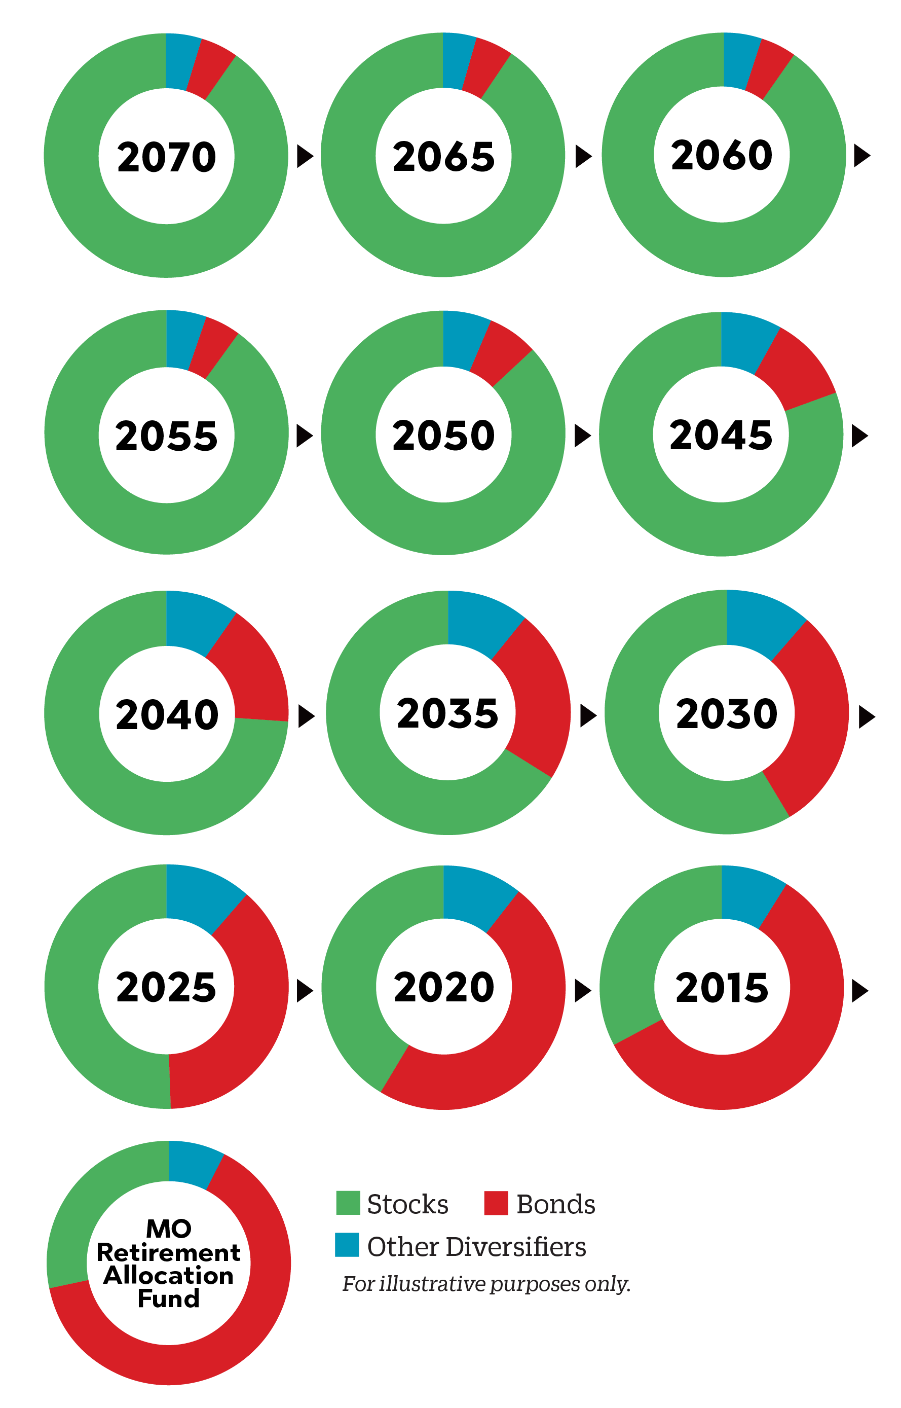 2070
2065
2060
2055
2050
2045
2040
2035
2030
2025
2020
2015
MO
Retirement
Allocation
Fund
Stocks
Bonds
Other Diversifiers
For illustrative purposes only.